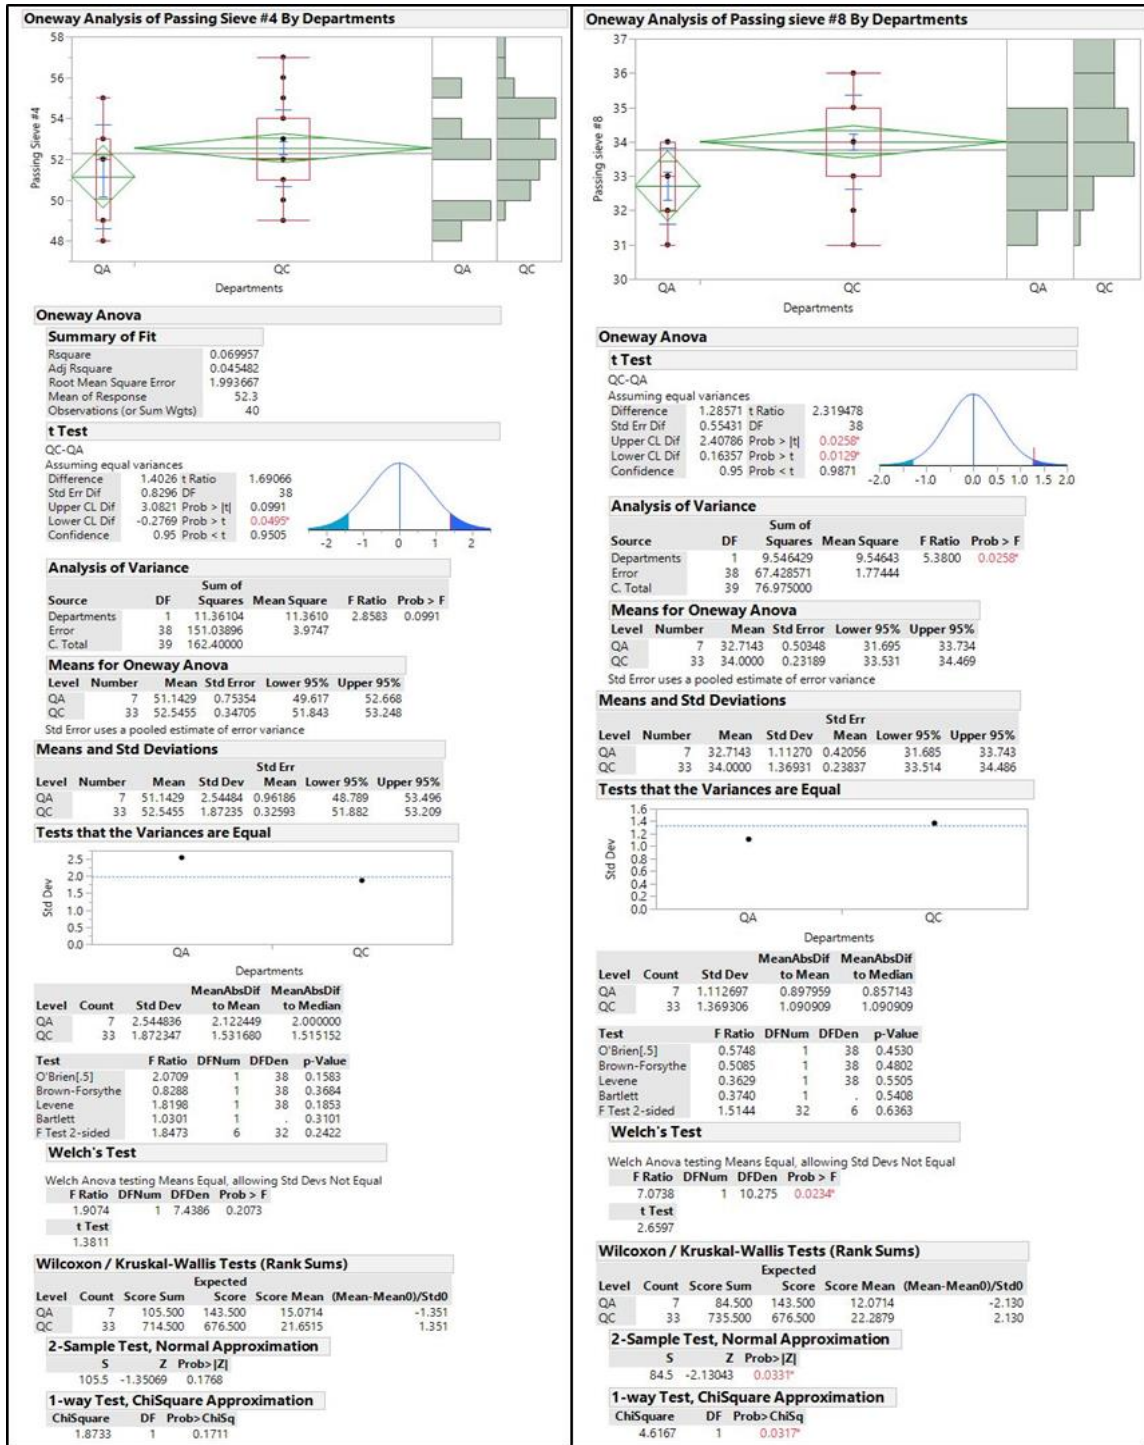 Oneway Analysis of Passing Sieve #4 By Departments
58
56
54
52
50
48
Passing Sieve #4
QA QC QA QC
Departments
Oneway Anova
Summary of Fit
Rsquare 0.069957
Adj Rsquare 0.045482
Root Mean Square Error 1.993667
Mean of Response 52.3
Observations (or Sum Wgts) 40
t Test
QC-QA
Assuming equal variances
Difference 1.4026 t Ratio 1.69066
Std Err Dif 0.8296 DF 38
Upper CL Dif 3.0821 Prob > |t| 0.0991
Lower CL Dif -0.2769 Prob > t 0.0495*
Confidence 0.95 Prob < t 0.9505
-2 -1 0 1 2
Analysis of Variance
Sum of
Source DF Squares Mean Square F Ratio Prob > F
Departments 1 11.36104 11.3610 2.8583 0.0991
Error 38 151.03896 3.9747
C. Total 39 162.40000
Means for Oneway Anova
Level Number Mean Std Error Lower 95% Upper 95%
QA 7 51.1429 0.75354 49.617 52.668
QC 33 52.5455 0.34705 51.843 53.248
Std Error uses a pooled estimate of error variance
Means and Std Deviations
Std Err
Level Number Mean Std Dev Mean Lower 95% Upper 95%
QA 7 51.1429 2.54484 0.96186 48.789 53.496
QC 33 52.5455 1.87235 0.32593 51.882 53.209
Tests that the Variances are Equal
2.5
2.0
1.5
1.0
0.5
0.0
Std Dev
QA QC
Departments
MeanAbsDif MeanAbsDif
Level Count Std Dev to Mean to Median
QA 7 2.544836 2.122449 2.000000
QC 33 1.872347 1.531680 1.515152
Test F Ratio DFNum DFDen p-Value
O'Brien[.5] 2.0709 1 38 0.1583
Brown-Forsythe 0.8288 1 38 0.3684
Levene 1.8198 1 38 0.1853
Bartlett 1.0301 1 . 0.3101
F Test 2-sided 1.8473 6 32 0.2422
Welch's Test
Welch Anova testing Means Equal, allowing Std Devs Not Equal
F Ratio DFNum DFDen Prob > F
1.9074 1 7.4386 0.2073
t Test
1.3811
Wilcoxon / Kruskal-Wallis Tests (Rank Sums)
Expected
Level Count Score Sum Score Score Mean (Mean-Mean0)/Std0
QA 7 105.500 143.500 15.0714 -1.351
QC 33 714.500 676.500 21.6515 1.351
2-Sample Test, Normal Approximation
S Z Prob>|Z|
105.5 -1.35069 0.1768
1-way Test, ChiSquare Approximation
ChiSquare DF Prob>ChiSq
1.8733 1 0.1711
Oneway Analysis of Passing sieve #8 By Departments
37
36
35
34
33
32
31
30
Passing sieve #8
QA QC QA QC
Departments
Oneway Anova
t Test
QC-QA
Assuming equal variances
Difference 1.28571 t Ratio 2.319478
Std Err Dif 0.55431 DF 38
Upper CL Dif 2.40786 Prob > |t| 0.0258*
Lower CL Dif 0.16357 Prob > t 0.0129*
Confidence 0.95 Prob < t 0.9871
-2.0 -1.0 0.0 0.5 1.0 1.5 2.0
Analysis of Variance
Sum of
Source DF Squares Mean Square F Ratio Prob > F
Departments 1 9.546429 9.54643 5.3800 0.0258*
Error 38 67.428571 1.77444
C. Total 39 76.975000
Means for Oneway Anova
Level Number Mean Std Error Lower 95% Upper 95%
QA 7 32.7143 0.50348 31.695 33.734
QC 33 34.0000 0.23189 33.531 34.469
Std Error uses a pooled estimate of error variance
Means and Std Deviations
Std Err
Level Number Mean Std Dev Mean Lower 95% Upper 95%
QA 7 32.7143 1.11270 0.42056 31.685 33.743
QC 33 34.0000 1.36931 0.23837 33.514 34.486
Tests that the Variances are Equal
1.6
1.4
1.2
1.0
0.8
0.6
0.4
0.2
0.0
Std Dev
QA QC
Departments
MeanAbsDif MeanAbsDif
Level Count Std Dev to Mean to Median
QA 7 1.112697 0.897959 0.857143
QC 33 1.369306 1.090909 1.090909
Test F Ratio DFNum DFDen p-Value
O'Brien[.5] 0.5748 1 38 0.4530
Brown-Forsythe 0.5085 1 38 0.4802
Levene 0.3629 1 38 0.5505
Bartlett 0.3740 1 . 0.5408
F Test 2-sided 1.5144 32 6 0.6363
Welch's Test
Welch Anova testing Means Equal, allowing Std Devs Not Equal
F Ratio DFNum DFDen Prob > F
7.0738 1 10.275 0.0234*
t Test
2.6597
Wilcoxon / Kruskal-Wallis Tests (Rank Sums)
Expected
Level Count Score Sum Score Score Mean (Mean-Mean0)/Std0
QA 7 84.500 143.500 12.0714 -2.130
QC 33 735.500 676.500 22.2879 2.130
2-Sample Test, Normal Approximation
S Z Prob>|Z|
84.5 -2.13043 0.0331*
1-way Test, ChiSquare Approximation
ChiSquare DF Prob>ChiSq
4.6167 1 0.0317*